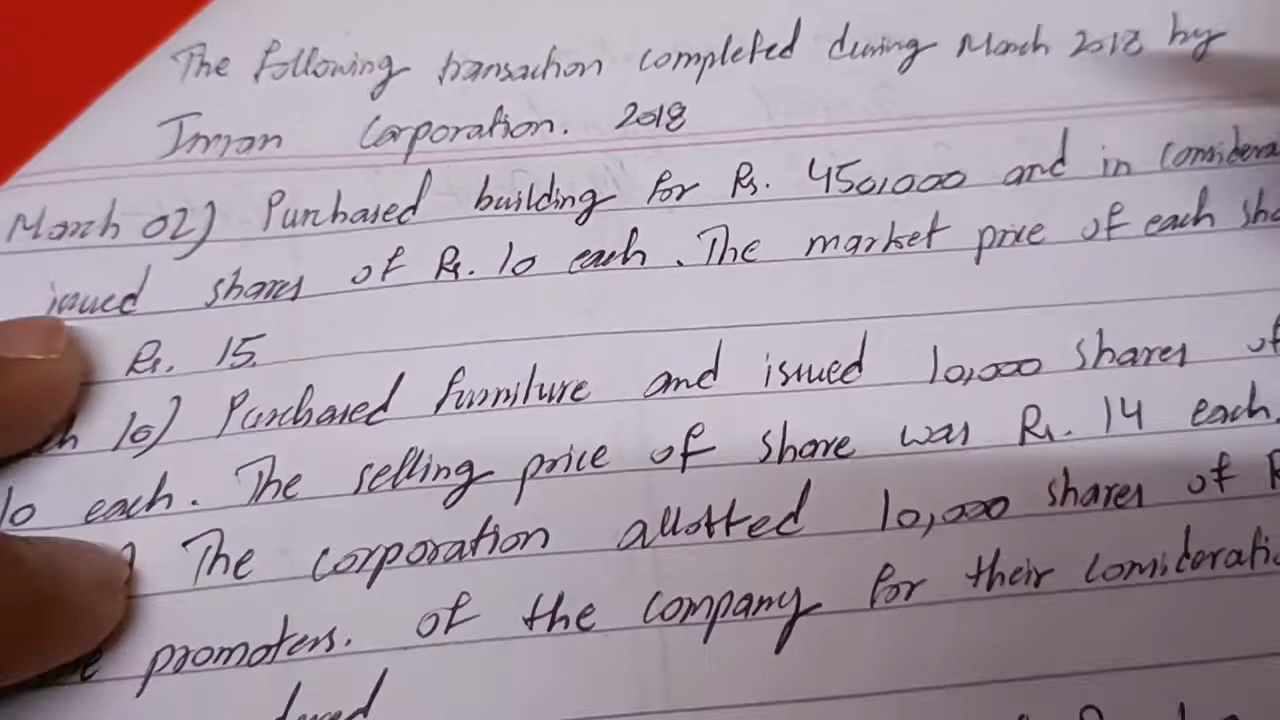 The following transaction completed during March 2018 by
Imran Corporation. 2018
March 02) Purchased building for Rs. 450,000 and in considera
issued shares of Rs. 10 each. The market price of each sha
Rs. 15.
ch 10) Purchased furniture and issued 10,000 shares of
10 each. The selling price of share was Rs. 14 each.
) The corporation allotted 10,000 shares of R
promoters. of the company for their consideratio